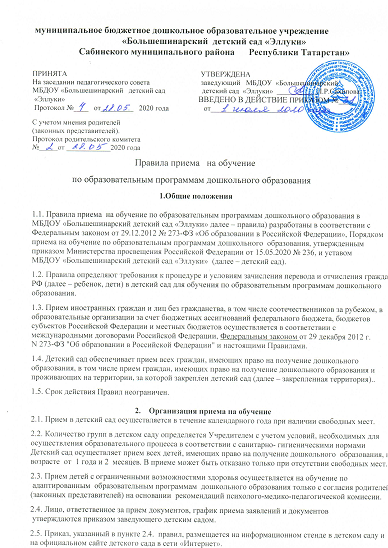 муниципальное бюджетное дошкольное образовательное учреждение
«Большешинарский детский сад «Эллуки»
Сабинского муниципального района Республики Татарстан»
ПРИНЯТА
На заседании педагогического совета
МБДОУ «Большешинарский детский сад
«Эллуки»
Протокол № 4 от 28.05 2020 года
С учетом мнения родителей
(законных представителей)
Протокол родительского комитета
№ 2 от 28.05 2020 года
УТВЕРЖДЕНА
заведующий МБДОУ «Большешинарский
детский сад «Эллуки»
ВВЕДЕНО В ДЕЙСТВИЕ ПРИКАЗОМ №
от 1 июля 2020
Правила приема на обучение
по образовательным программам дошкольного образования
1.Общие положения
1.1. Правила приема на обучение по образовательным программам дошкольного образования в
МБДОУ «Большешинарский детский сад «Эллуки» далее – правила) разработаны в соответствии с
Федеральным законом от 29.12.2012 № 273-ФЗ «Об образовании в Российской Федерации», Порядком
приема на обучение по образовательным программам дошкольного образования, утвержденным
приказом Министерства просвещения Российской Федерации от 15.05.2020 № 236, и уставом
МБДОУ «Большешинарский детский сад «Эллуки» (далее – детский сад).
1.2. Правила определяют требования к процедуре и условиям зачисления перевода и отчисления гражда
РФ (далее – ребенок, дети) в детский сад для обучения по образовательным программам дошкольного
образования.
1.3. Прием иностранных граждан и лиц без гражданства, в том числе соотечественников за рубежом, в
образовательные организации за счет бюджетных ассигнований федерального бюджета, бюджетов
субъектов Российской Федерации и местных бюджетов осуществляется в соответствии с
международными договорами Российской Федерации, Федеральным законом от 29 декабря 2012 г.
N 273-ФЗ "Об образовании в Российской Федерации" и настоящими Правилами.
1.4. Детский сад обеспечивает прием всех граждан, имеющих право на получение дошкольного
образования, в том числе прием граждан, имеющих право на получение дошкольного образования и
проживающих на территории, за которой закреплен детский сад (далее – закрепленная территория)..
1.5. Срок действия Правил неограничен.
2. Организация приема на обучение
2.1. Прием в детский сад осуществляется в течение календарного года при наличии свободных мест.
2.2. Количество групп в детском саду определяется Учредителем с учетом условий, необходимых для
осуществления образовательного процесса в соответствии с санитарно- гигиеническими нормами
Детский сад осуществляет прием всех детей, имеющих право на получение дошкольного образования, в
возрасте от 1 года и 2 месяцев. В приеме может быть отказано только при отсутствии свободных мест.
2.3. Прием детей с ограниченными возможностями здоровья осуществляется на обучение по
адаптированным образовательным программам дошкольного образования только с согласия родителей
(законных представителей) на основании рекомендаций психолого-медико-педагогической комиссии.
2.4. Лицо, ответственное за прием документов, график приема заявлений и документов
утверждаются приказом заведующего детским садом.
2.5. Приказ, указанный в пункте 2.4. правил, размещается на информационном стенде в детском саду и
на официальном сайте детского сада в сети «Интернет».